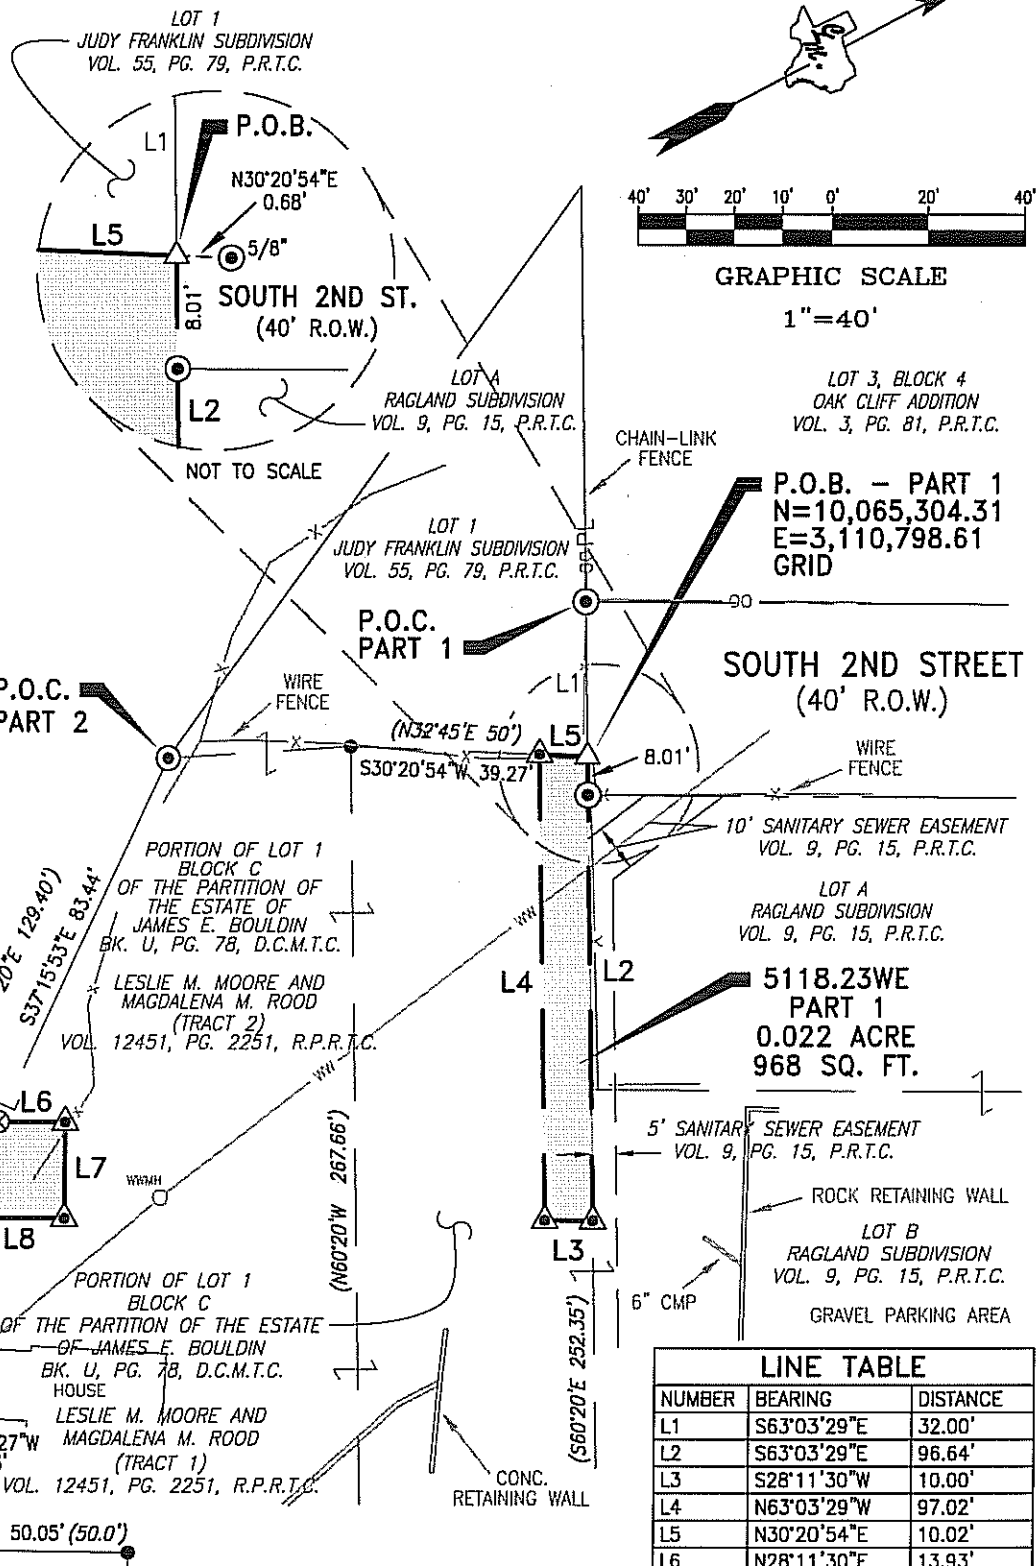 LOT 1
JUDY FRANKLIN SUBDIVISION
VOL. 55, PG. 79, P.R.T.C.
L1
P.O.B.
N30°20'54"E
0.68'
L5
5/8"
8.01'
SOUTH 2ND ST.
(40' R.O.W.)
L2
LOT A
RAGLAND SUBDIVISION
VOL. 9, PG. 15, P.R.T.C.
NOT TO SCALE
40' 30' 20' 10' 0' 20' 40'
GRAPHIC SCALE
1"=40'
LOT 3, BLOCK 4
OAK CLIFF ADDITION
VOL. 3, PG. 81, P.R.T.C.
CHAIN-LINK
FENCE
P.O.B. - PART 1
N=10,065,304.31
E=3,110,798.61
GRID
LOT 1
JUDY FRANKLIN SUBDIVISION
VOL. 55, PG. 79, P.R.T.C.
P.O.C.
PART 1
SOUTH 2ND STREET
(40' R.O.W.)
P.O.C.
PART 2
WIRE
FENCE
L1
(N32°45'E 50')
L5
S30°20'54"W 39.27'
8.01'
WIRE
FENCE
10' SANITARY SEWER EASEMENT
VOL. 9, PG. 15, P.R.T.C.
PORTION OF LOT 1
BLOCK C
OF THE PARTITION OF
THE ESTATE OF
JAMES E. BOULDIN
BK. U, PG. 78, D.C.M.T.C.
LESLIE M. MOORE AND
MAGDALENA M. ROOD
(TRACT 2)
VOL. 12451, PG. 2251, R.P.R.T.C.
20"E 129.40')
S37°15'53"E 83.44'
WW
WW
LOT A
RAGLAND SUBDIVISION
VOL. 9, PG. 15, P.R.T.C.
L4
L2
5118.23WE
PART 1
0.022 ACRE
968 SQ. FT.
L6
L7
L8
WWMH
(N60°20'W 267.66')
5' SANITARY SEWER EASEMENT
VOL. 9, PG. 15, P.R.T.C.
ROCK RETAINING WALL
L3
LOT B
RAGLAND SUBDIVISION
VOL. 9, PG. 15, P.R.T.C.
6" CMP
GRAVEL PARKING AREA
(S60°20'E 252.35')
PORTION OF LOT 1
BLOCK C
OF THE PARTITION OF THE ESTATE
OF JAMES E. BOULDIN
BK. U, PG. 78, D.C.M.T.C.
HOUSE
LESLIE M. MOORE AND
MAGDALENA M. ROOD
(TRACT 1)
VOL. 12451, PG. 2251, R.P.R.T.C.
27"W
50.05' (50.0')
CONC.
RETAINING WALL
LINE TABLE
NUMBER BEARING DISTANCE
L1 S63°03'29"E 32.00'
L2 S63°03'29"E 96.64'
L3 S28°11'30"W 10.00'
L4 N63°03'29"W 97.02'
L5 N30°20'54"E 10.02'
L6 N28°11'30"E 13.93'